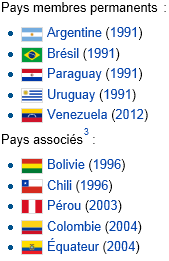 Pays membres permanents :
Argentine (1991)
Brésil (1991)
Paraguay (1991)
Uruguay (1991)
Venezuela (2012)
Pays associés3 :
Bolivie (1996)
Chili (1996)
Pérou (2003)
Colombie (2004)
Équateur (2004)